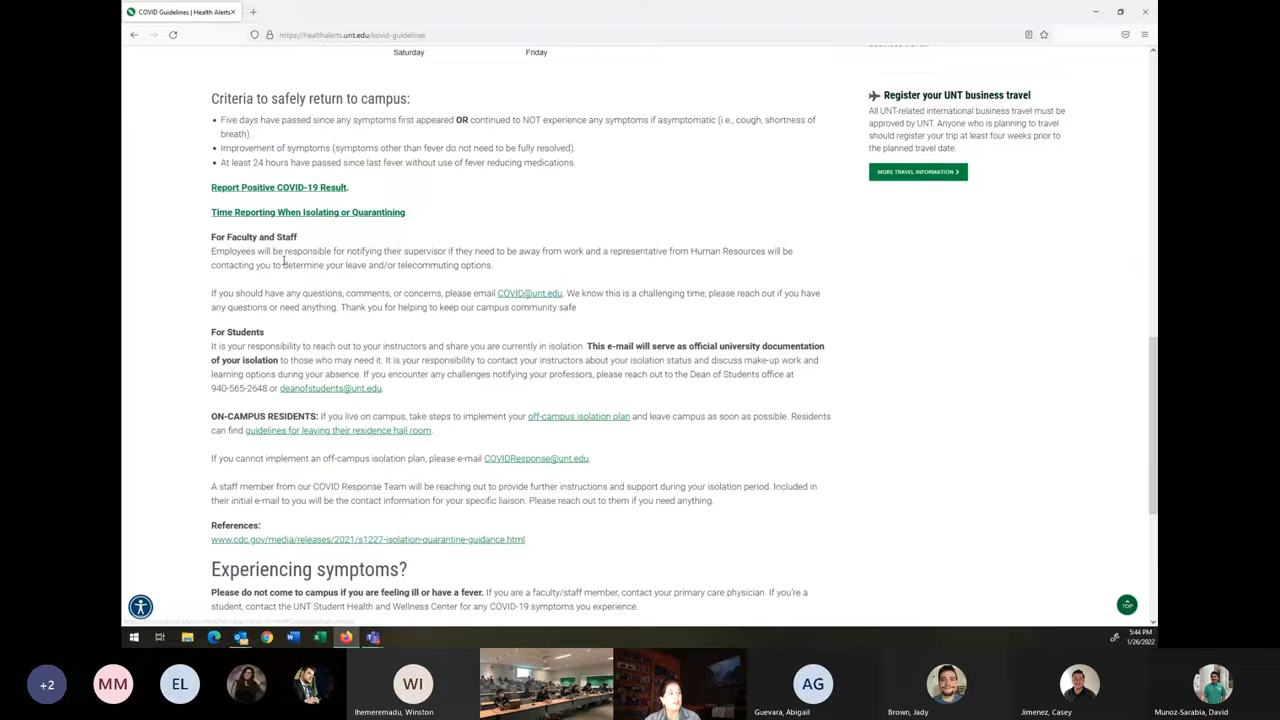 COVID Guidelines | Health Alerts
https://healthalerts.unt.edu/covid-guidelines
Saturday Friday
Criteria to safely return to campus:
• Five days have passed since any symptoms first appeared OR continued to NOT experience any symptoms if asymptomatic (i.e., cough, shortness of
breath).
• Improvement of symptoms (symptoms other than fever do not need to be fully resolved).
• At least 24 hours have passed since last fever without use of fever reducing medications.
Report Positive COVID-19 Result.
Time Reporting When Isolating or Quarantining
For Faculty and Staff
Employees will be responsible for notifying their supervisor if they need to be away from work and a representative from Human Resources will be
contacting you to determine your leave and/or telecommuting options.
If you should have any questions, comments, or concerns, please email COVID@unt.edu. We know this is a challenging time; please reach out if you have
any questions or need anything. Thank you for helping to keep our campus community safe
For Students
It is your responsibility to reach out to your instructors and share you are currently in isolation. This e-mail will serve as official university documentation
of your isolation to those who may need it. It is your responsibility to contact your instructors about your isolation status and discuss make-up work and
learning options during your absence. If you encounter any challenges notifying your professors, please reach out to the Dean of Students office at
940-565-2648 or deanofstudents@unt.edu.
ON-CAMPUS RESIDENTS: If you live on campus, take steps to implement your off-campus isolation plan and leave campus as soon as possible. Residents
can find guidelines for leaving their residence hall room.
If you cannot implement an off-campus isolation plan, please e-mail COVIDResponse@unt.edu.
A staff member from our COVID Response Team will be reaching out to provide further instructions and support during your isolation period. Included in
their initial e-mail to you will be the contact information for your specific liaison. Please reach out to them if you need anything.
References:
www.cdc.gov/media/releases/2021/s1227-isolation-quarantine-guidance.html
Experiencing symptoms?
Please do not come to campus if you are feeling ill or have a fever. If you are a faculty/staff member, contact your primary care physician. If you're a
student, contact the UNT Student Health and Wellness Center for any COVID-19 symptoms you experience.
Register your UNT business travel
All UNT-related international business travel must be
approved by UNT. Anyone who is planning to travel
should register your trip at least four weeks prior to
the planned travel date.
MORE TRAVEL INFORMATION
TOP
5:44 PM
1/26/2022
+2 MM EL WI AG
Ihemeremadu, Winston Guevara, Abigail Brown, Jady Jimenez, Casey Munoz-Sarabia, David